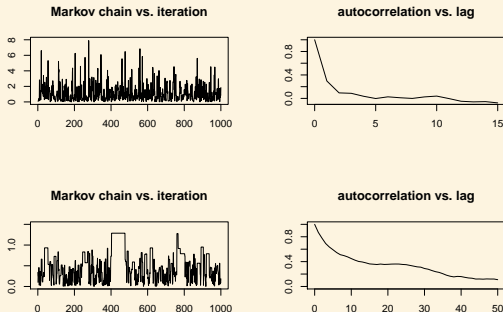 Markov chain vs. iteration
autocorrelation vs. lag
0 2 4 6 8
0.0 0.4 0.8
0 200 400 600 800 1000
0 5 10 15
Markov chain vs. iteration
autocorrelation vs. lag
0.0 1.0
0.0 0.4 0.8
0 200 400 600 800 1000
0 10 20 30 40 50